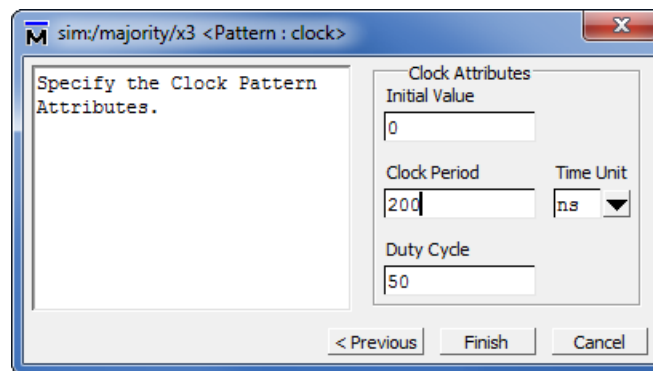 sim:/majority/x3 <Pattern : clock>
Specify the Clock Pattern
Attributes.
Clock Attributes
Initial Value
0
Clock Period
Time Unit
200
ns
Duty Cycle
50
< Previous
Finish
Cancel